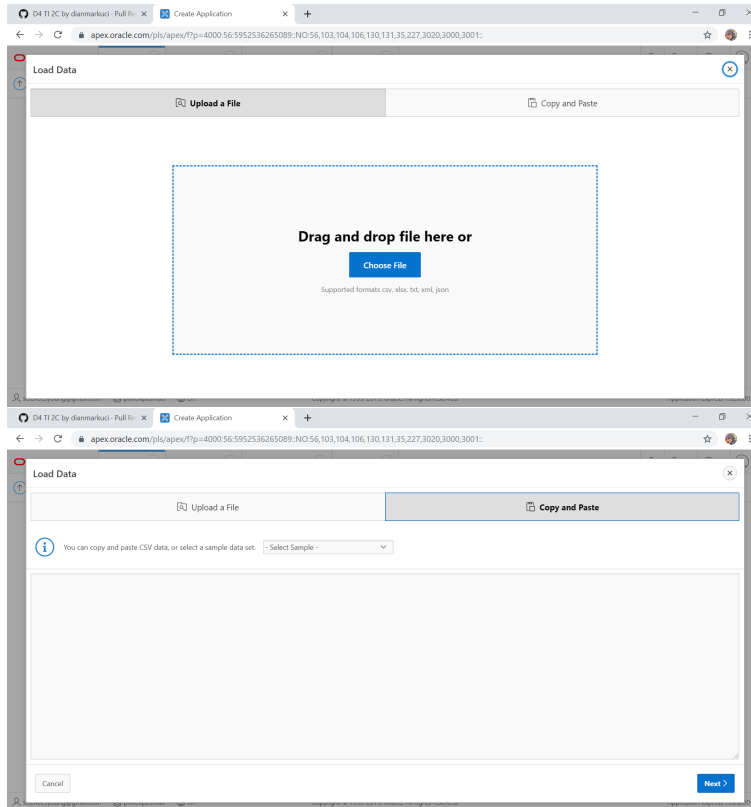 D4 TI 2C by dianmarkuci · Pull Re
Create Application
apex.oracle.com/pls/apex/f?p=4000:56:5952536265089::NO:56,103,104,106,130,131,35,227,3020,3000,3001::
Load Data
Upload a File
Copy and Paste
Drag and drop file here or
Choose File
Supported formats csv, xlsx, txt, xml, json
D4 TI 2C by dianmarkuci · Pull Re
Create Application
apex.oracle.com/pls/apex/f?p=4000:56:5952536265089::NO:56,103,104,106,130,131,35,227,3020,3000,3001::
Load Data
Upload a File
Copy and Paste
You can copy and paste CSV data, or select a sample data set.
- Select Sample -
Cancel
Next >